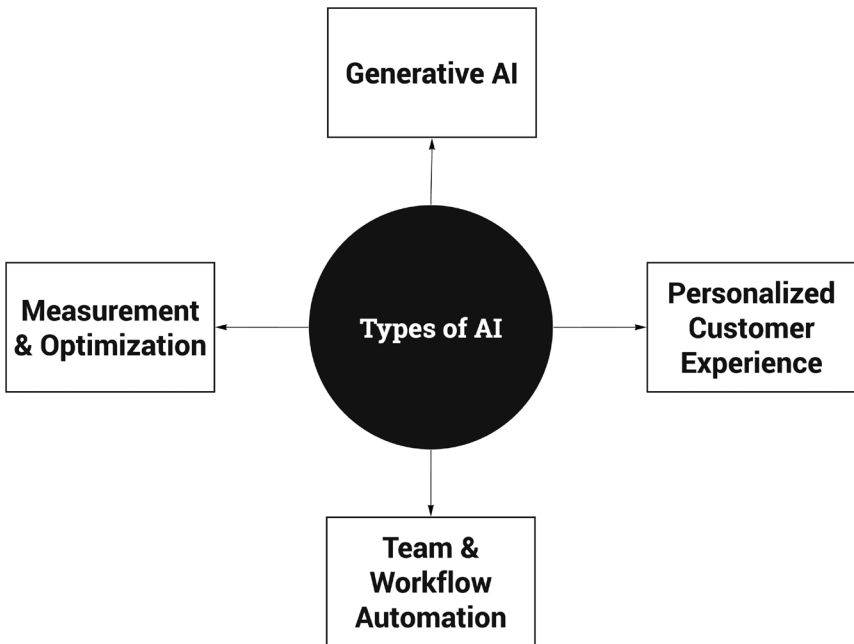 Generative AI
Measurement
& Optimization
Types of AI
Personalized
Customer
Experience
Team &
Workflow
Automation